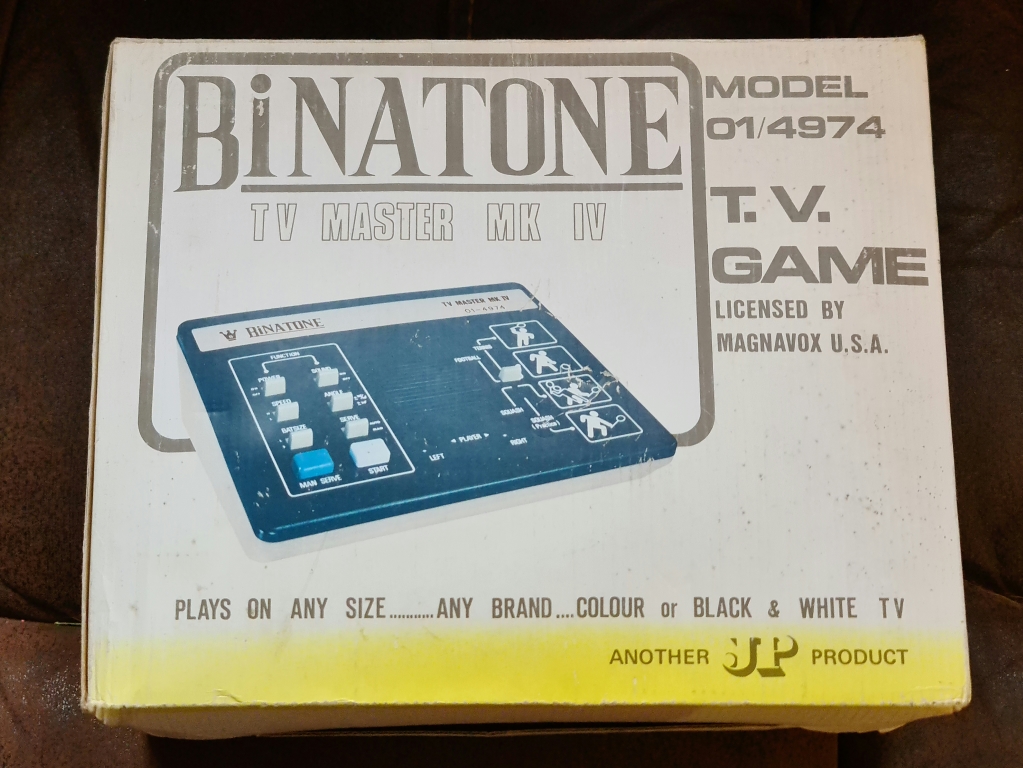 BiNATONE
TV MASTER MK IV
MODEL
01/4974
T. V.
GAME
LICENSED BY
MAGNAVOX U.S.A.
BINATONE
TV MASTER MK IV
01-4974
FUNCTION
POWER
SOUND
SPEED
ANGLE
BATSIZE
SERVE
MAN SERVE
START
TENNIS
FOOTBALL
SQUASH
SQUASH
(Practice)
◄ PLAYER ►
LEFT
RIGHT
PLAYS ON ANY SIZE...........ANY BRAND....COLOUR or BLACK & WHITE TV
ANOTHER JP PRODUCT